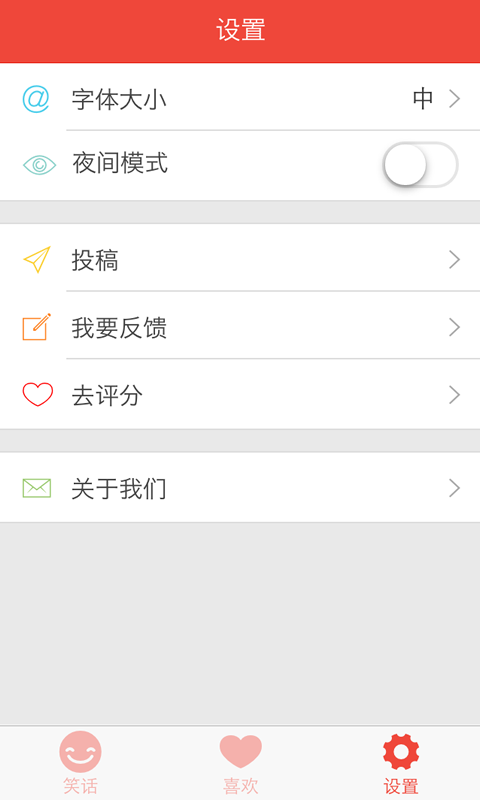 设置
字体大小 中
夜间模式
投稿
我要反馈
去评分
关于我们
笑话 喜欢 设置